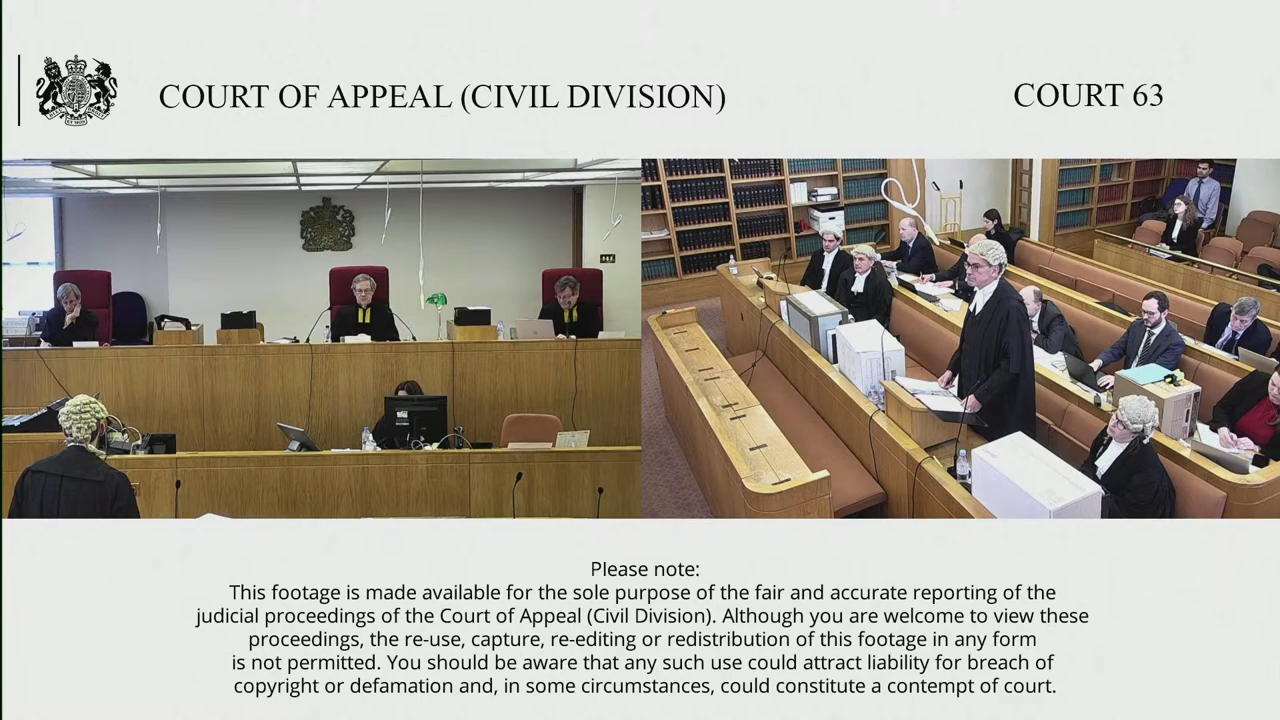 COURT OF APPEAL (CIVIL DIVISION)
COURT 63
Please note:
This footage is made available for the sole purpose of the fair and accurate reporting of the
judicial proceedings of the Court of Appeal (Civil Division). Although you are welcome to view these
proceedings, the re-use, capture, re-editing or redistribution of this footage in any form
is not permitted. You should be aware that any such use could attract liability for breach of
copyright or defamation and, in some circumstances, could constitute a contempt of court.